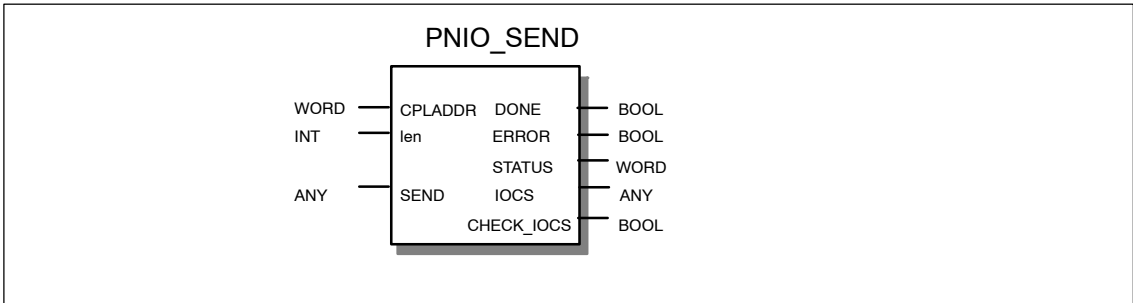 PNIO_SEND
WORD CPLADDR DONE BOOL
INT len ERROR BOOL
STATUS WORD
ANY SEND IOCS ANY
CHECK_IOCS BOOL